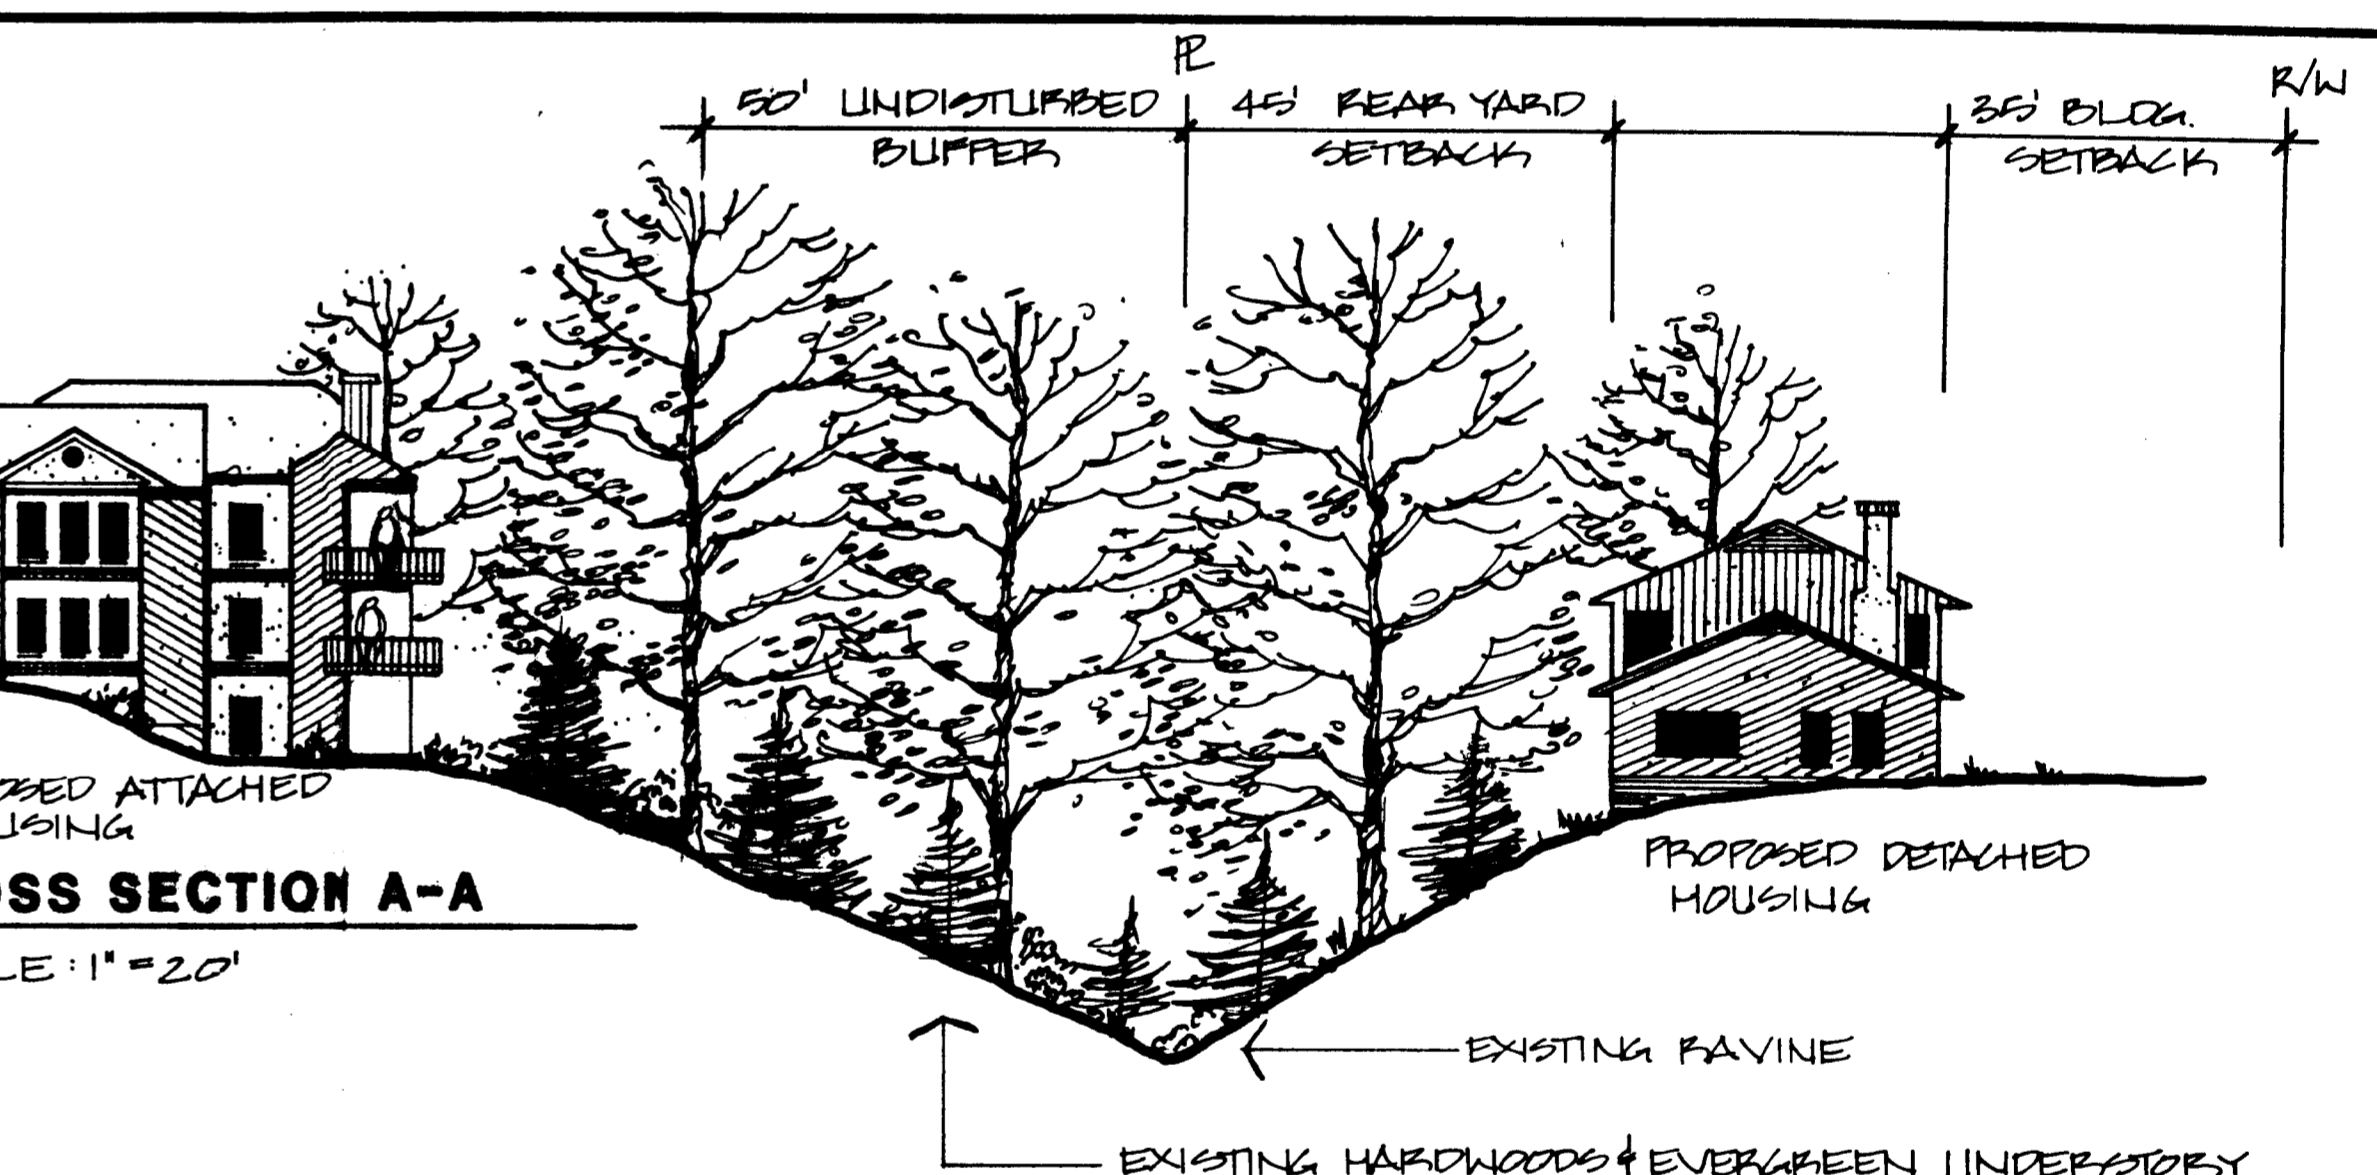 PL
R/W
50' UNDISTURBED
BUFFER
45' REAR YARD
SETBACK
35' BLDG.
SETBACK
OSED ATTACHED
USING
OSS SECTION A-A
LE: 1" = 20'
PROPOSED DETACHED
HOUSING
EXISTING RAVINE
EXISTING HARDWOODS & EVERGREEN UNDERSTORY